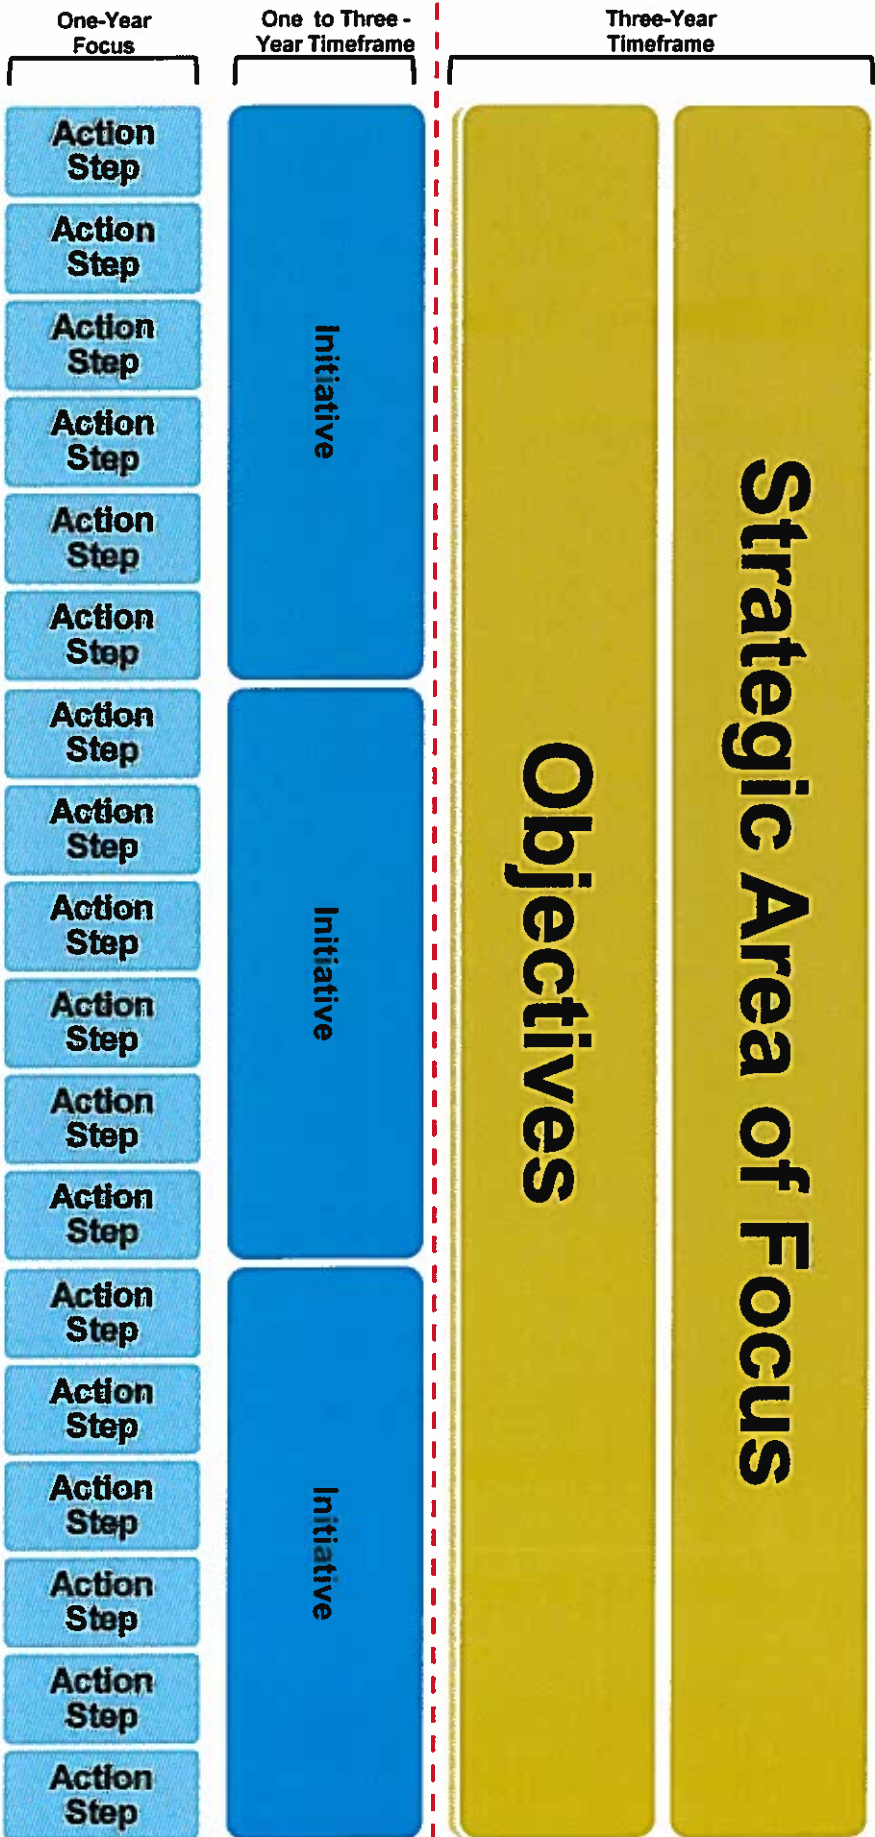 One-Year
Focus
One to Three -
Year Timeframe
Three-Year
Timeframe
Action
Step
Action
Step
Action
Step
Action
Step
Action
Step
Action
Step
Action
Step
Action
Step
Action
Step
Action
Step
Action
Step
Action
Step
Action
Step
Action
Step
Action
Step
Action
Step
Action
Step
Action
Step
Initiative
Initiative
Initiative
Objectives
Strategic Area of Focus